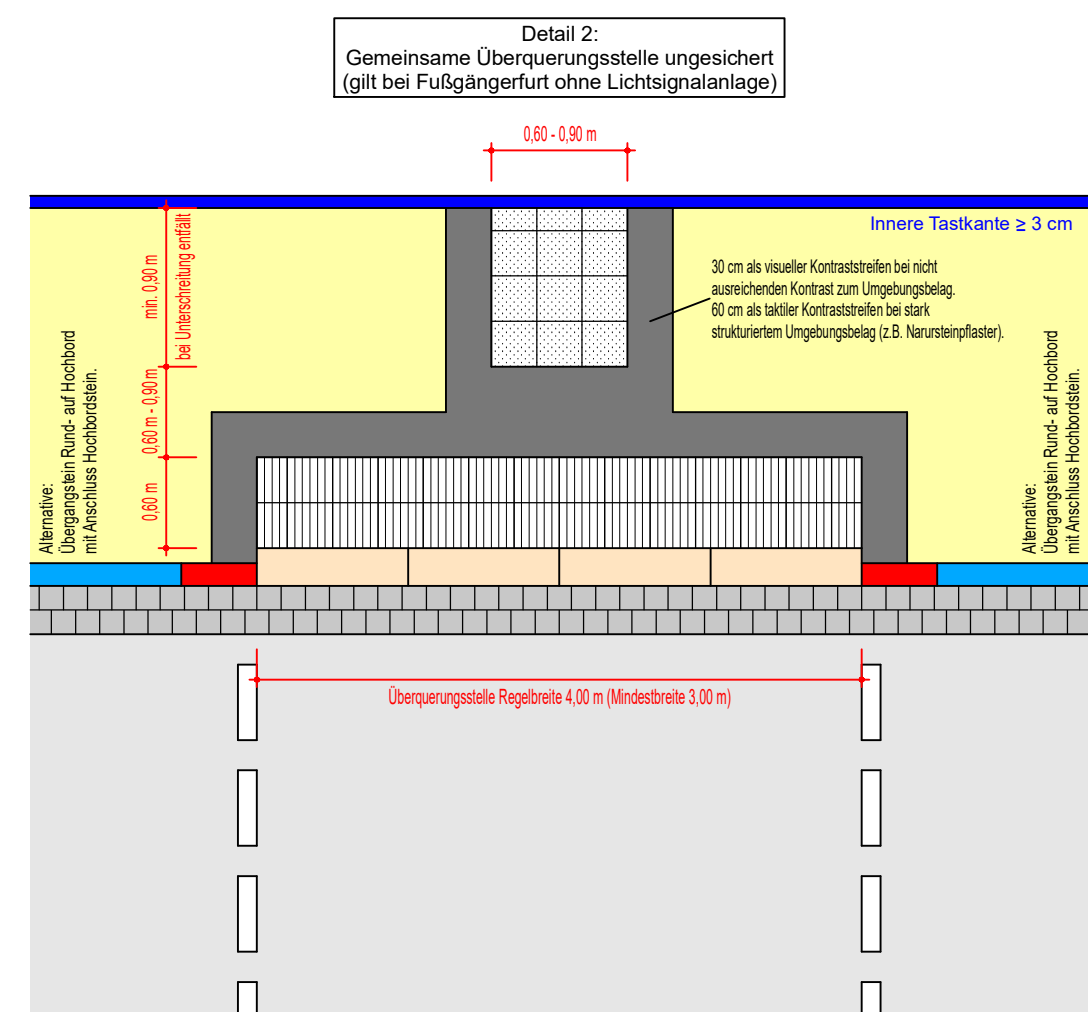 Detail 2:
Gemeinsame Überquerungsstelle ungesichert
(gilt bei Fußgängerfurt ohne Lichtsignalanlage)
0,60 - 0,90 m
Innere Tastkante ≥ 3 cm
min. 0,90 m
bei Unterschreitung entfällt
30 cm als visueller Kontraststreifen bei nicht
ausreichenden Kontrast zum Umgebungsbelag.
60 cm als taktiler Kontraststreifen bei stark
strukturiertem Umgebungsbelag (z.B. Narursteinpflaster).
0,60 m - 0,90 m
0,60 m
Alternative:
Übergangstein Rund- auf Hochbord
mit Anschluss Hochbordstein.
Alternative:
Übergangstein Rund- auf Hochbord
mit Anschluss Hochbordstein.
Überquerungsstelle Regelbreite 4,00 m (Mindestbreite 3,00 m)